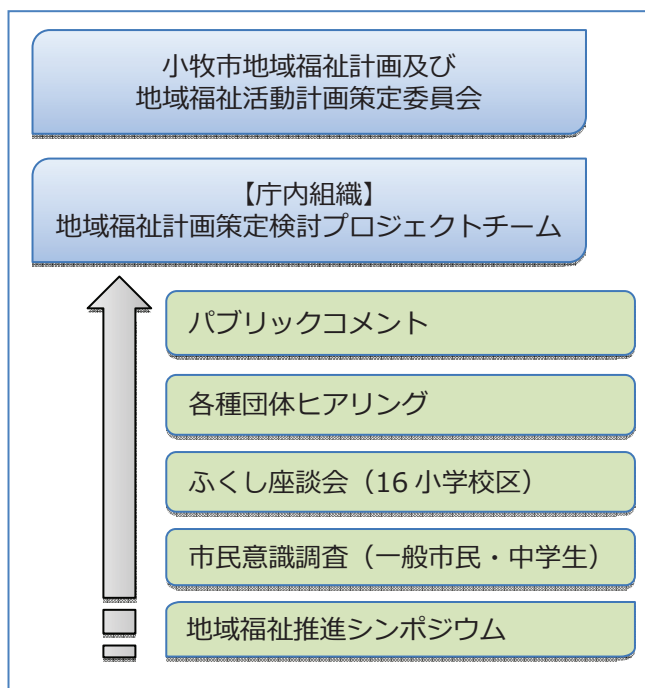 小牧市地域福祉計画及び
地域福祉活動計画策定委員会
【庁内組織】
地域福祉計画策定検討プロジェクトチーム
パブリックコメント
各種団体ヒアリング
ふくし座談会（16 小学校区）
市民意識調査（一般市民・中学生）
地域福祉推進シンポジウム